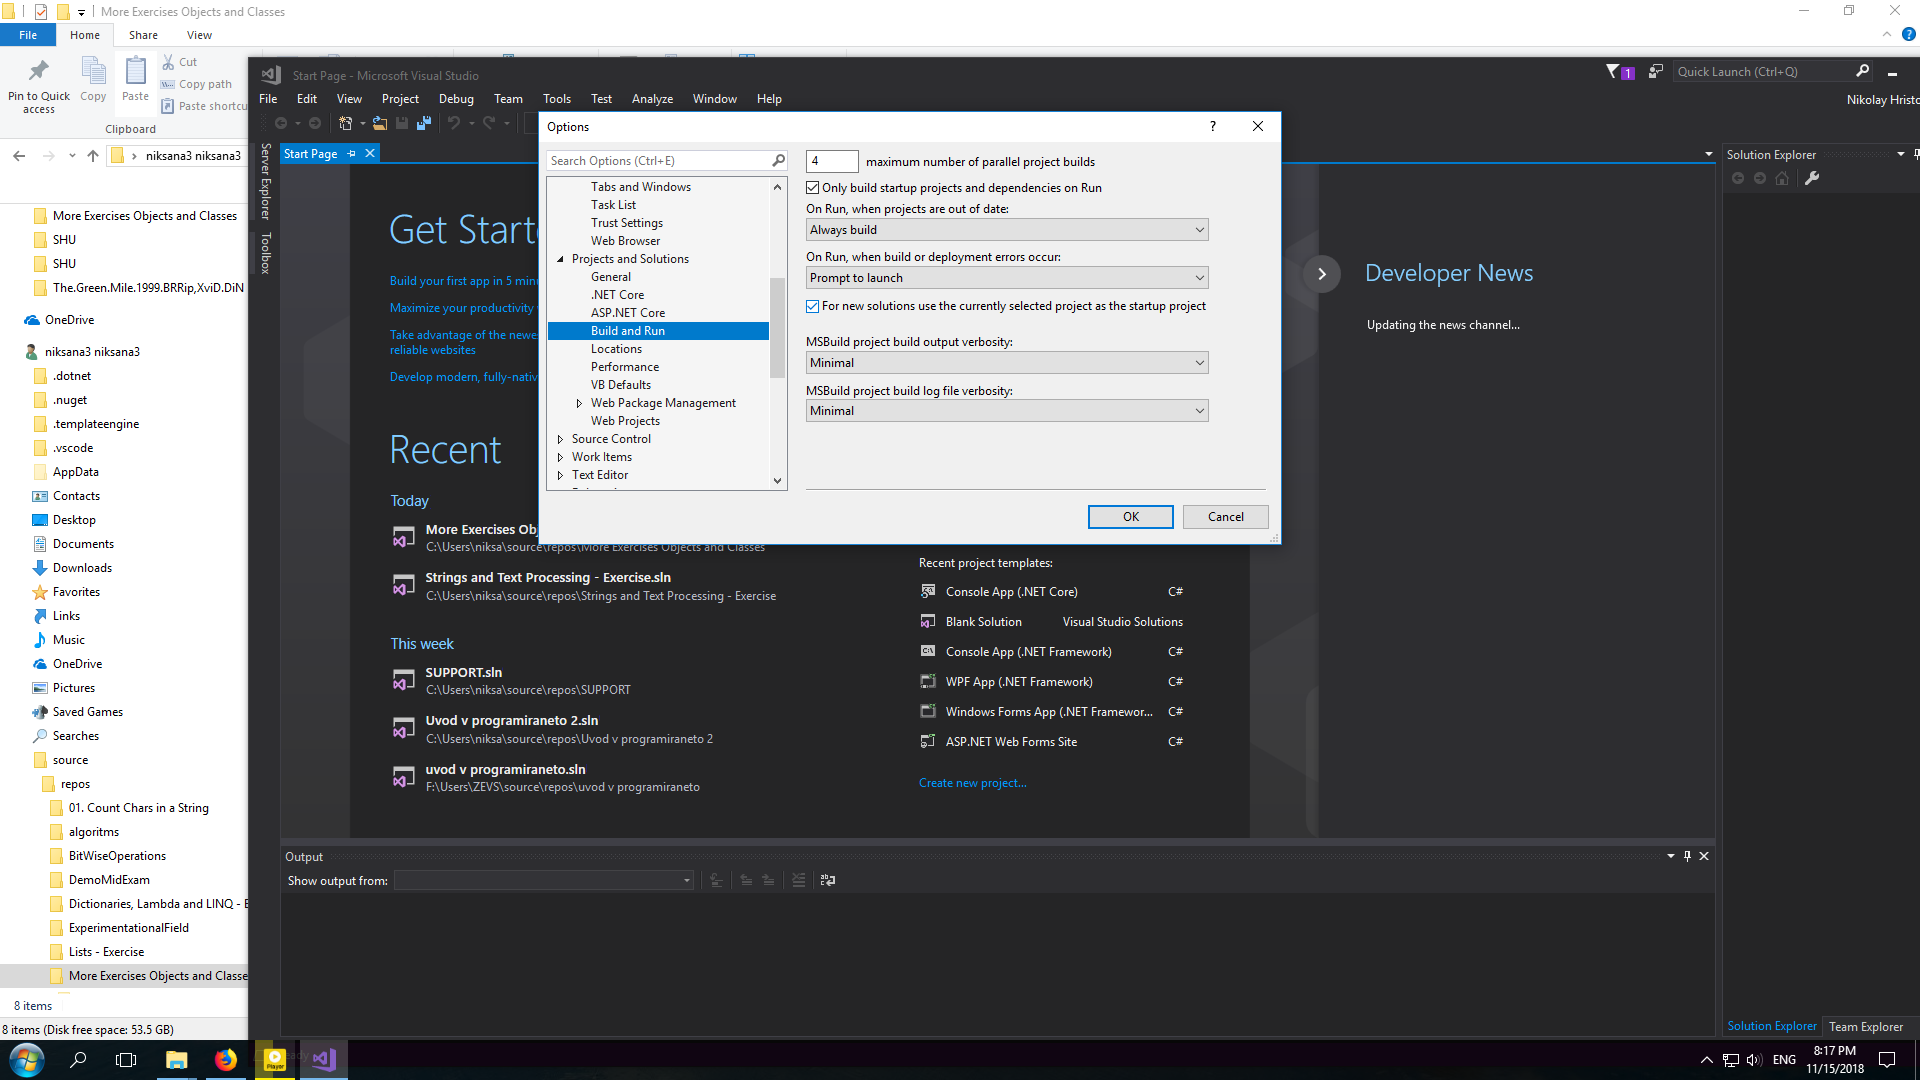 More Exercises Objects and Classes
File
Home
Share
View
Pin to Quick access
Copy
Paste
Cut
Copy path
Paste shortcu
Clipboard
niksana3 niksana3
More Exercises Objects and Classes
SHU
SHU
The.Green.Mile.1999.BRRip,XviD.DiN
OneDrive
niksana3 niksana3
.dotnet
.nuget
.templateengine
.vscode
AppData
Contacts
Desktop
Documents
Downloads
Favorites
Links
Music
OneDrive
Pictures
Saved Games
Searches
source
repos
01. Count Chars in a String
algoritms
BitWiseOperations
DemoMidExam
Dictionaries, Lambda and LINQ - E
ExperimentationalField
Lists - Exercise
More Exercises Objects and Classe
8 items
8 items (Disk free space: 53.5 GB)
Start Page - Microsoft Visual Studio
1
Quick Launch (Ctrl+Q)
File Edit View Project Debug Team Tools Test Analyze Window Help
Nikolay Hristo
Server Explorer
Toolbox
Start Page
Get Starte
Build your first app in 5 minu
Maximize your productivity
Take advantage of the newe
reliable websites
Develop modern, fully-nativ
Recent
Today
More Exercises Obj
C:\Users\niksa\source\repos\More Exercises Objects and Classes
Strings and Text Processing - Exercise.sln
C:\Users\niksa\source\repos\Strings and Text Processing - Exercise
This week
SUPPORT.sln
C:\Users\niksa\source\repos\SUPPORT
Uvod v programiraneto 2.sln
C:\Users\niksa\source\repos\Uvod v programiraneto 2
uvod v programiraneto.sln
F:\Users\ZEVS\source\repos\uvod v programiraneto
Options
?
Search Options (Ctrl+E)
Tabs and Windows
Task List
Trust Settings
Web Browser
Projects and Solutions
General
.NET Core
ASP.NET Core
Build and Run
Locations
Performance
VB Defaults
Web Package Management
Web Projects
Source Control
Work Items
Text Editor
4 maximum number of parallel project builds
Only build startup projects and dependencies on Run
On Run, when projects are out of date:
Always build
On Run, when build or deployment errors occur:
Prompt to launch
For new solutions use the currently selected project as the startup project
MSBuild project build output verbosity:
Minimal
MSBuild project build log file verbosity:
Minimal
OK
Cancel
Recent project templates:
Console App (.NET Core) C#
Blank Solution Visual Studio Solutions
Console App (.NET Framework) C#
WPF App (.NET Framework) C#
Windows Forms App (.NET Framewor... C#
ASP.NET Web Forms Site C#
Create new project...
Developer News
Updating the news channel...
Solution Explorer
Output
Show output from:
Solution Explorer
Team Explorer
Player
ENG
8:17 PM
11/15/2018